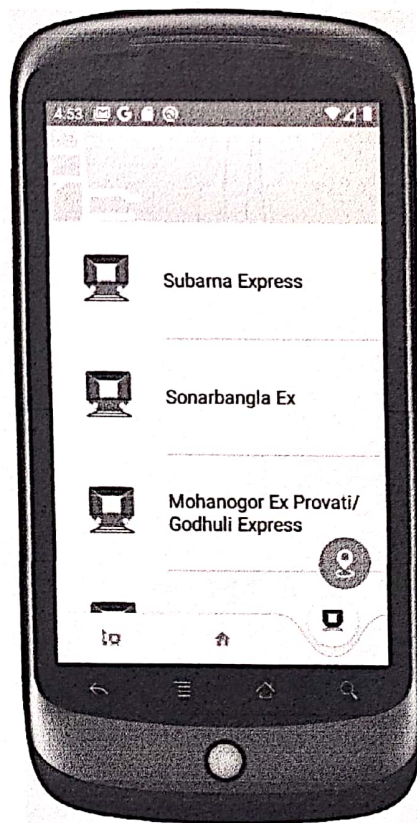 4:53
Subarna Express
Sonarbangla Ex
Mohanogor Ex Provati/
Godhuli Express